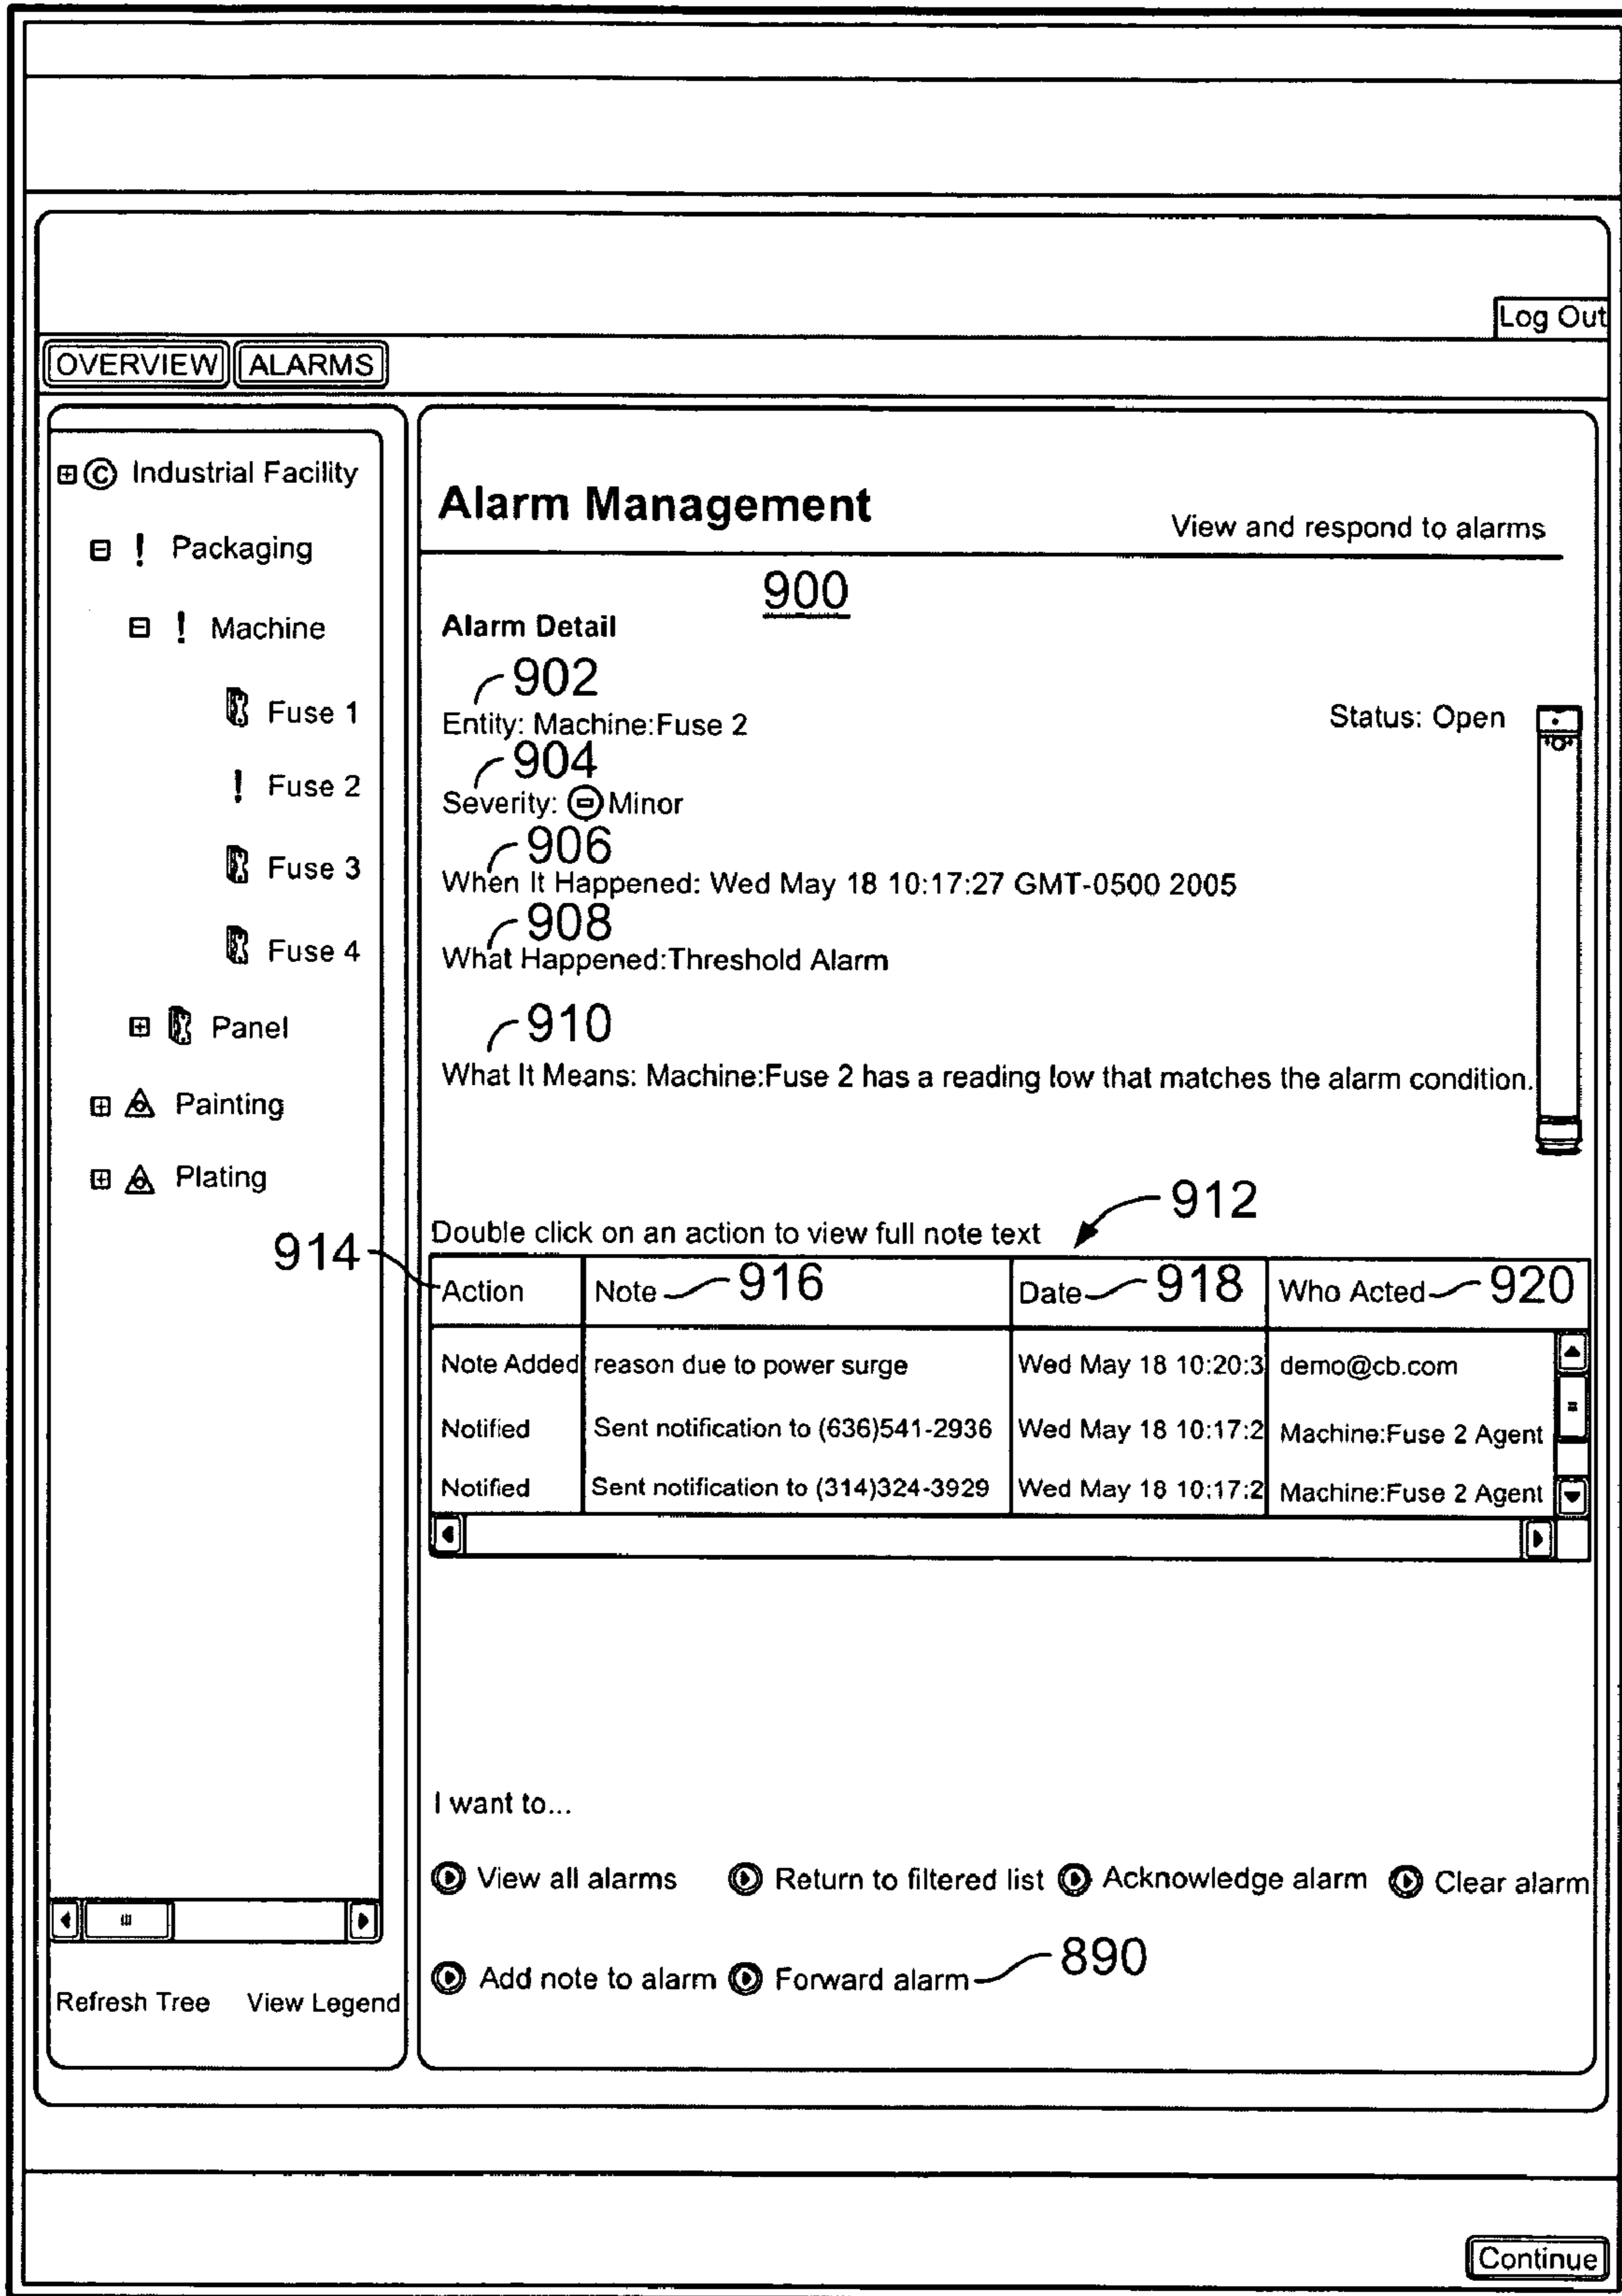 Log Out
OVERVIEW ALARMS
Industrial Facility
Packaging
Machine
Fuse 1
Fuse 2
Fuse 3
Fuse 4
Panel
Painting
Plating
Refresh Tree View Legend
Alarm Management
View and respond to alarms
900
Alarm Detail
902
Entity: Machine:Fuse 2
Status: Open
904
Severity: Minor
906
When It Happened: Wed May 18 10:17:27 GMT-0500 2005
908
What Happened:Threshold Alarm
910
What It Means: Machine:Fuse 2 has a reading low that matches the alarm condition.
912
Double click on an action to view full note text
914
Action Note 916 Date 918 Who Acted 920
Note Added reason due to power surge Wed May 18 10:20:3 demo@cb.com
Notified Sent notification to (636)541-2936 Wed May 18 10:17:2 Machine:Fuse 2 Agent
Notified Sent notification to (314)324-3929 Wed May 18 10:17:2 Machine:Fuse 2 Agent
I want to...
View all alarms Return to filtered list Acknowledge alarm Clear alarm
Add note to alarm Forward alarm 890
Continue